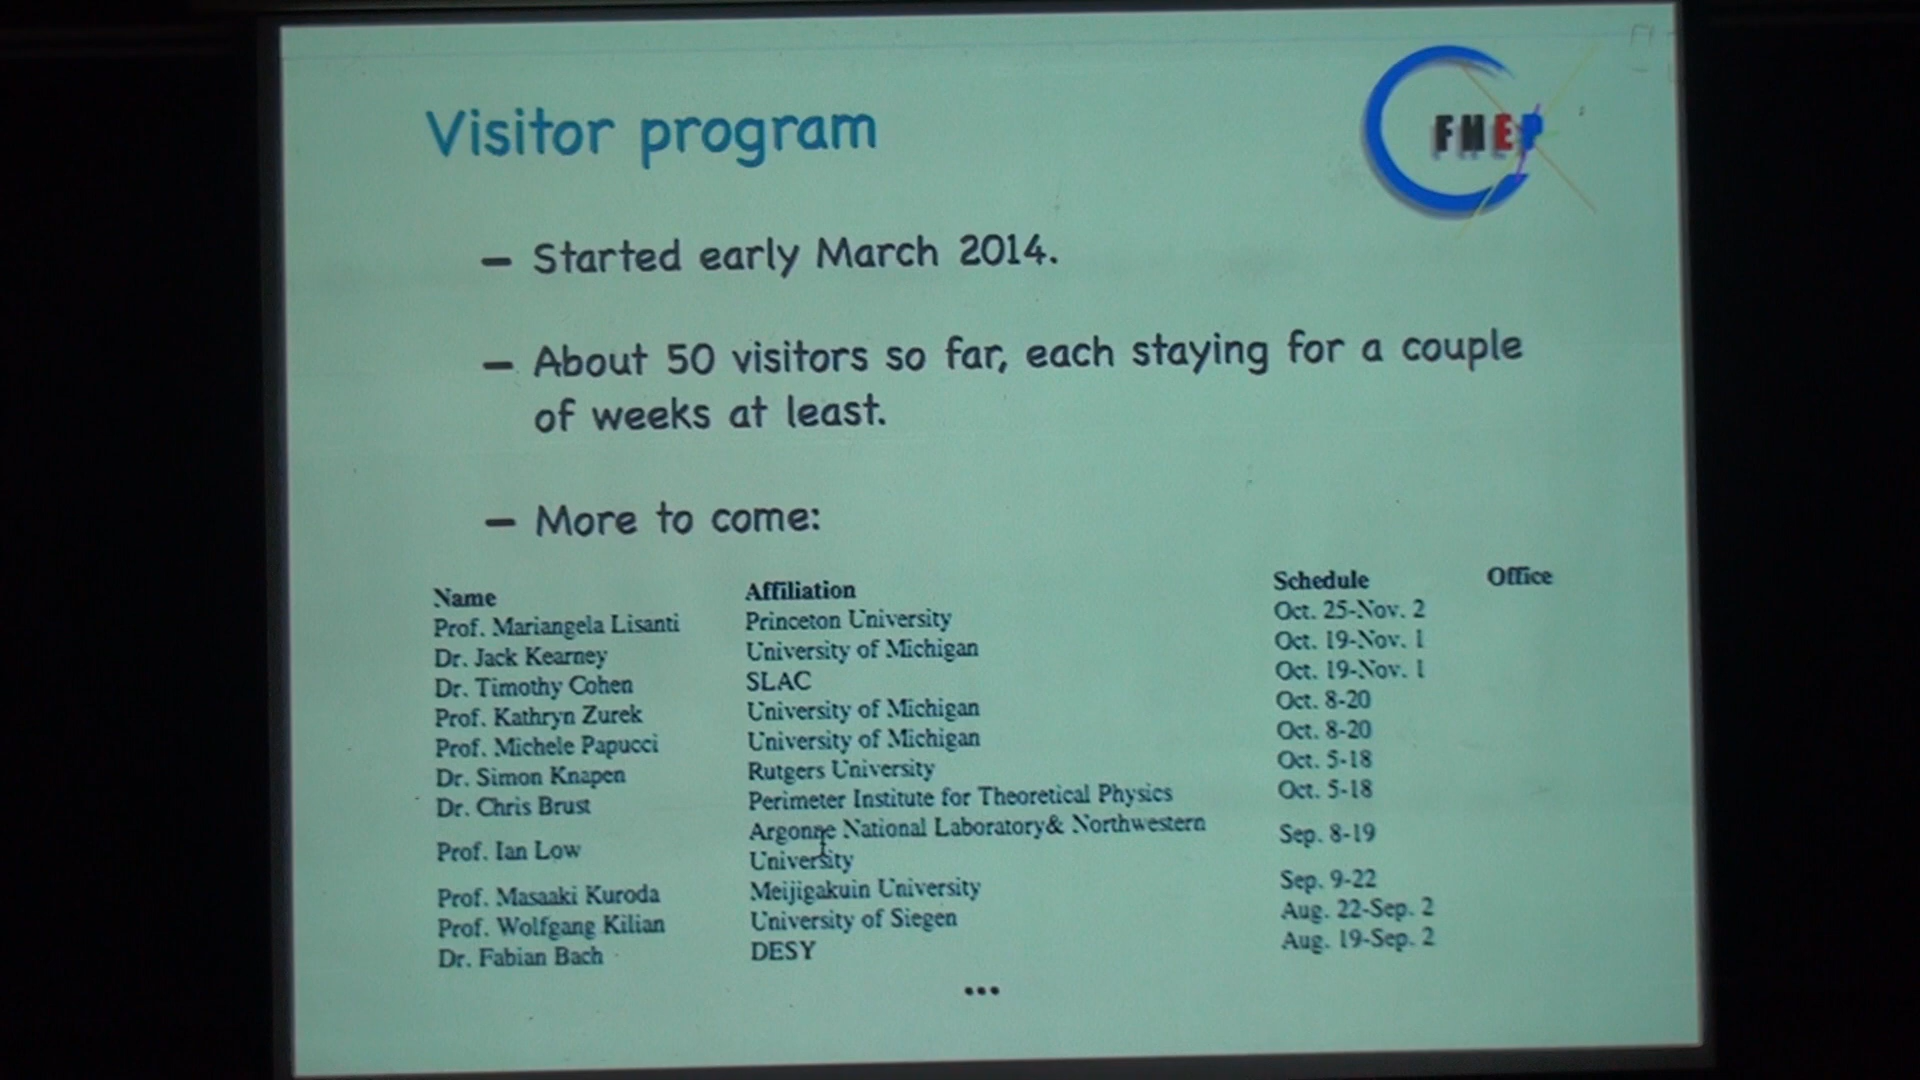 Visitor program
FHEP
– Started early March 2014.
– About 50 visitors so far, each staying for a couple
of weeks at least.
– More to come:
Name Affiliation Schedule Office
Prof. Mariangela Lisanti Princeton University Oct. 25-Nov. 2
Dr. Jack Kearney University of Michigan Oct. 19-Nov. 1
Dr. Timothy Cohen SLAC Oct. 19-Nov. 1
Prof. Kathryn Zurek University of Michigan Oct. 8-20
Prof. Michele Papucci University of Michigan Oct. 8-20
Dr. Simon Knapen Rutgers University Oct. 5-18
Dr. Chris Brust Perimeter Institute for Theoretical Physics Oct. 5-18
Prof. Ian Low Argonne National Laboratory& Northwestern Sep. 8-19
University
Prof. Masaaki Kuroda Meijigakuin University Sep. 9-22
Prof. Wolfgang Kilian University of Siegen Aug. 22-Sep. 2
Dr. Fabian Bach DESY Aug. 19-Sep. 2
...